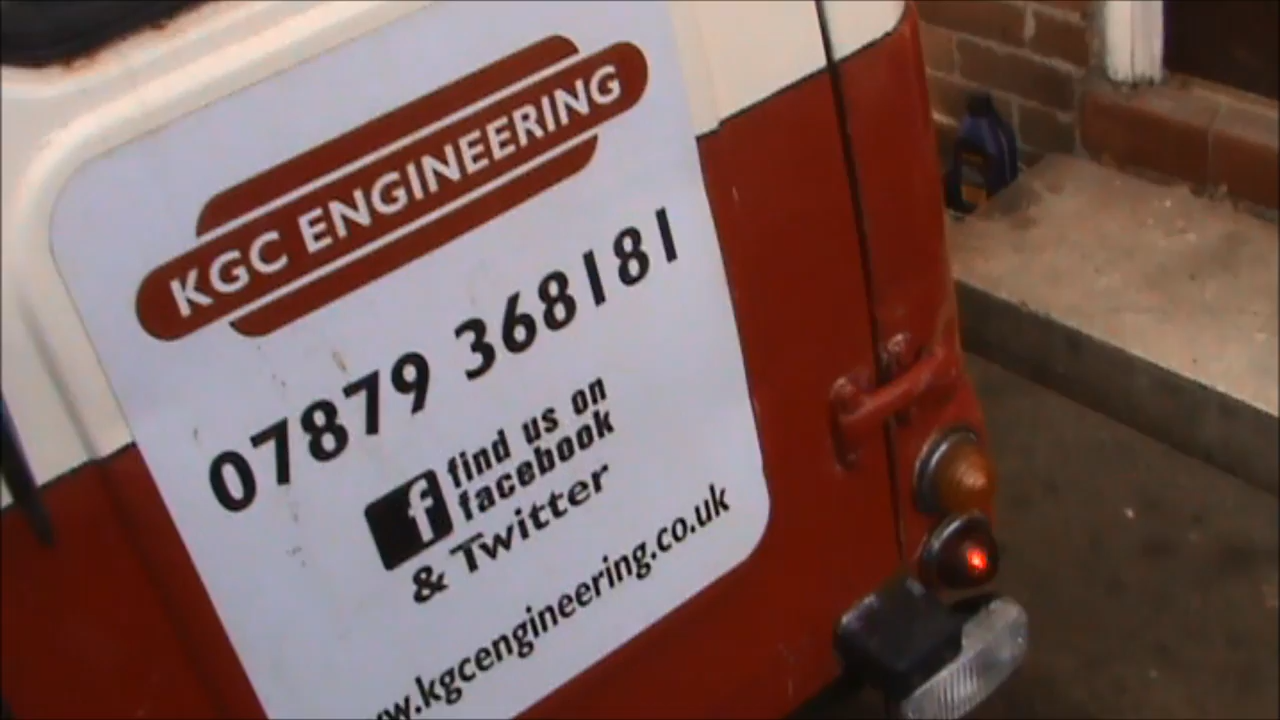 KGC ENGINEERING
07879 368181
f
find us on
facebook
& Twitter
w.kgcengineering.co.uk